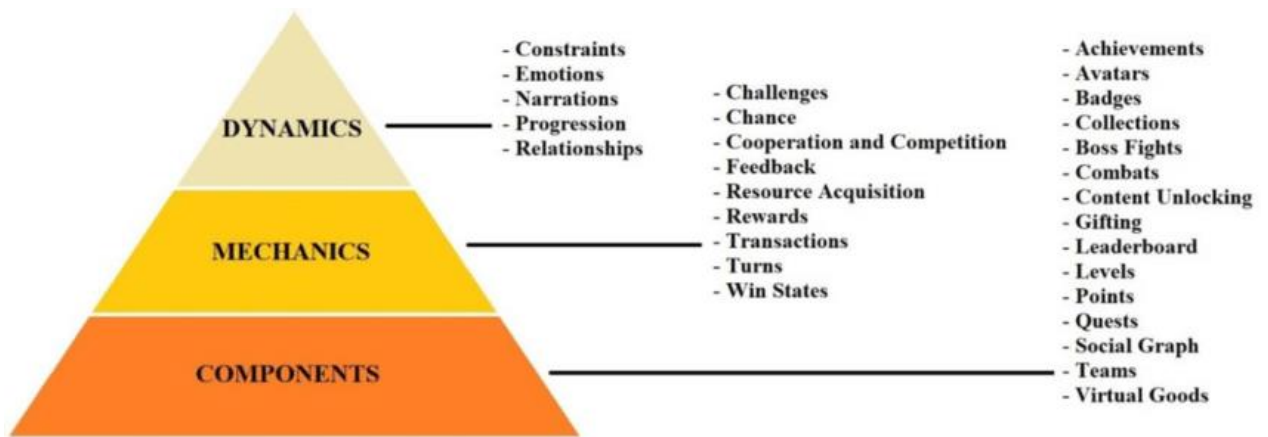 DYNAMICS
- Constraints
- Emotions
- Narrations
- Progression
- Relationships
MECHANICS
- Challenges
- Chance
- Cooperation and Competition
- Feedback
- Resource Acquisition
- Rewards
- Transactions
- Turns
- Win States
COMPONENTS
- Achievements
- Avatars
- Badges
- Collections
- Boss Fights
- Combats
- Content Unlocking
- Gifting
- Leaderboard
- Levels
- Points
- Quests
- Social Graph
- Teams
- Virtual Goods